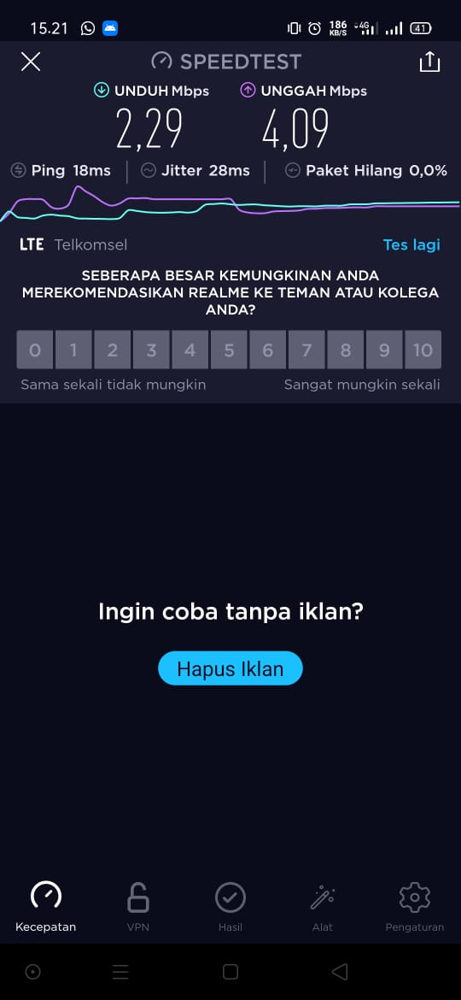 15.21 186 KB/S 4G 41
SPEEDTEST
UNDUH Mbps UNGGAH Mbps
2,29 4,09
Ping 18ms Jitter 28ms Paket Hilang 0,0%
LTE Telkomsel Tes lagi
SEBERAPA BESAR KEMUNGKINAN ANDA
MEREKOMENDASIKAN REALME KE TEMAN ATAU KOLEGA
ANDA?
0 1 2 3 4 5 6 7 8 9 10
Sama sekali tidak mungkin Sangat mungkin sekali
Ingin coba tanpa iklan?
Hapus Iklan
Kecepatan VPN Hasil Alat Pengaturan